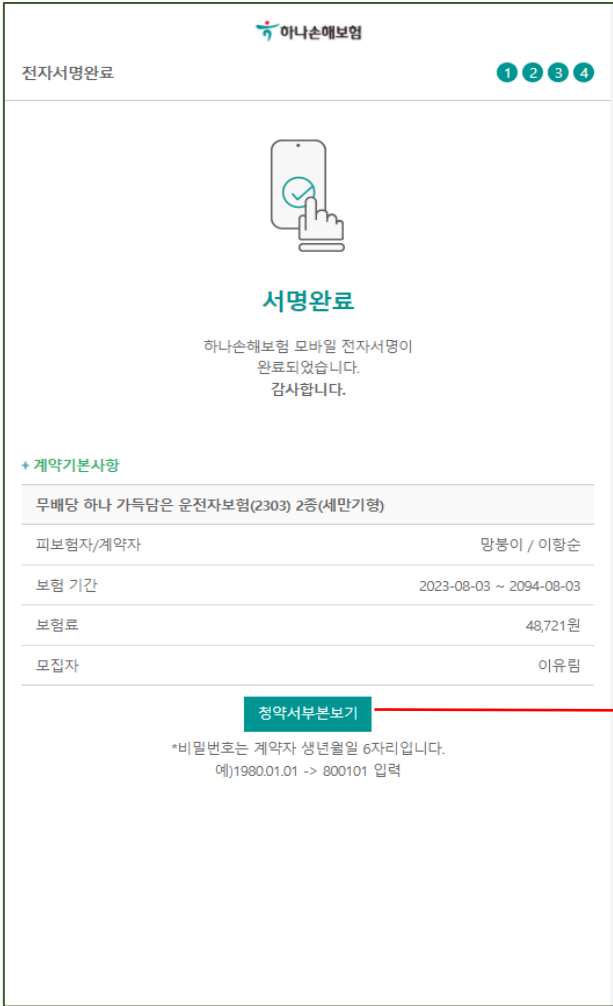 하나손해보험
전자서명완료 1 2 3 4
서명완료
하나손해보험 모바일 전자서명이
완료되었습니다.
감사합니다.
+ 계약기본사항
무배당 하나 가득담은 운전자보험(2303) 2종(세만기형)
피보험자/계약자 망붕이 / 이항순
보험 기간 2023-08-03 ~ 2094-08-03
보험료 48,721원
모집자 이유림
청약서부본보기
*비밀번호는 계약자 생년월일 6자리입니다.
예)1980.01.01 -> 800101 입력